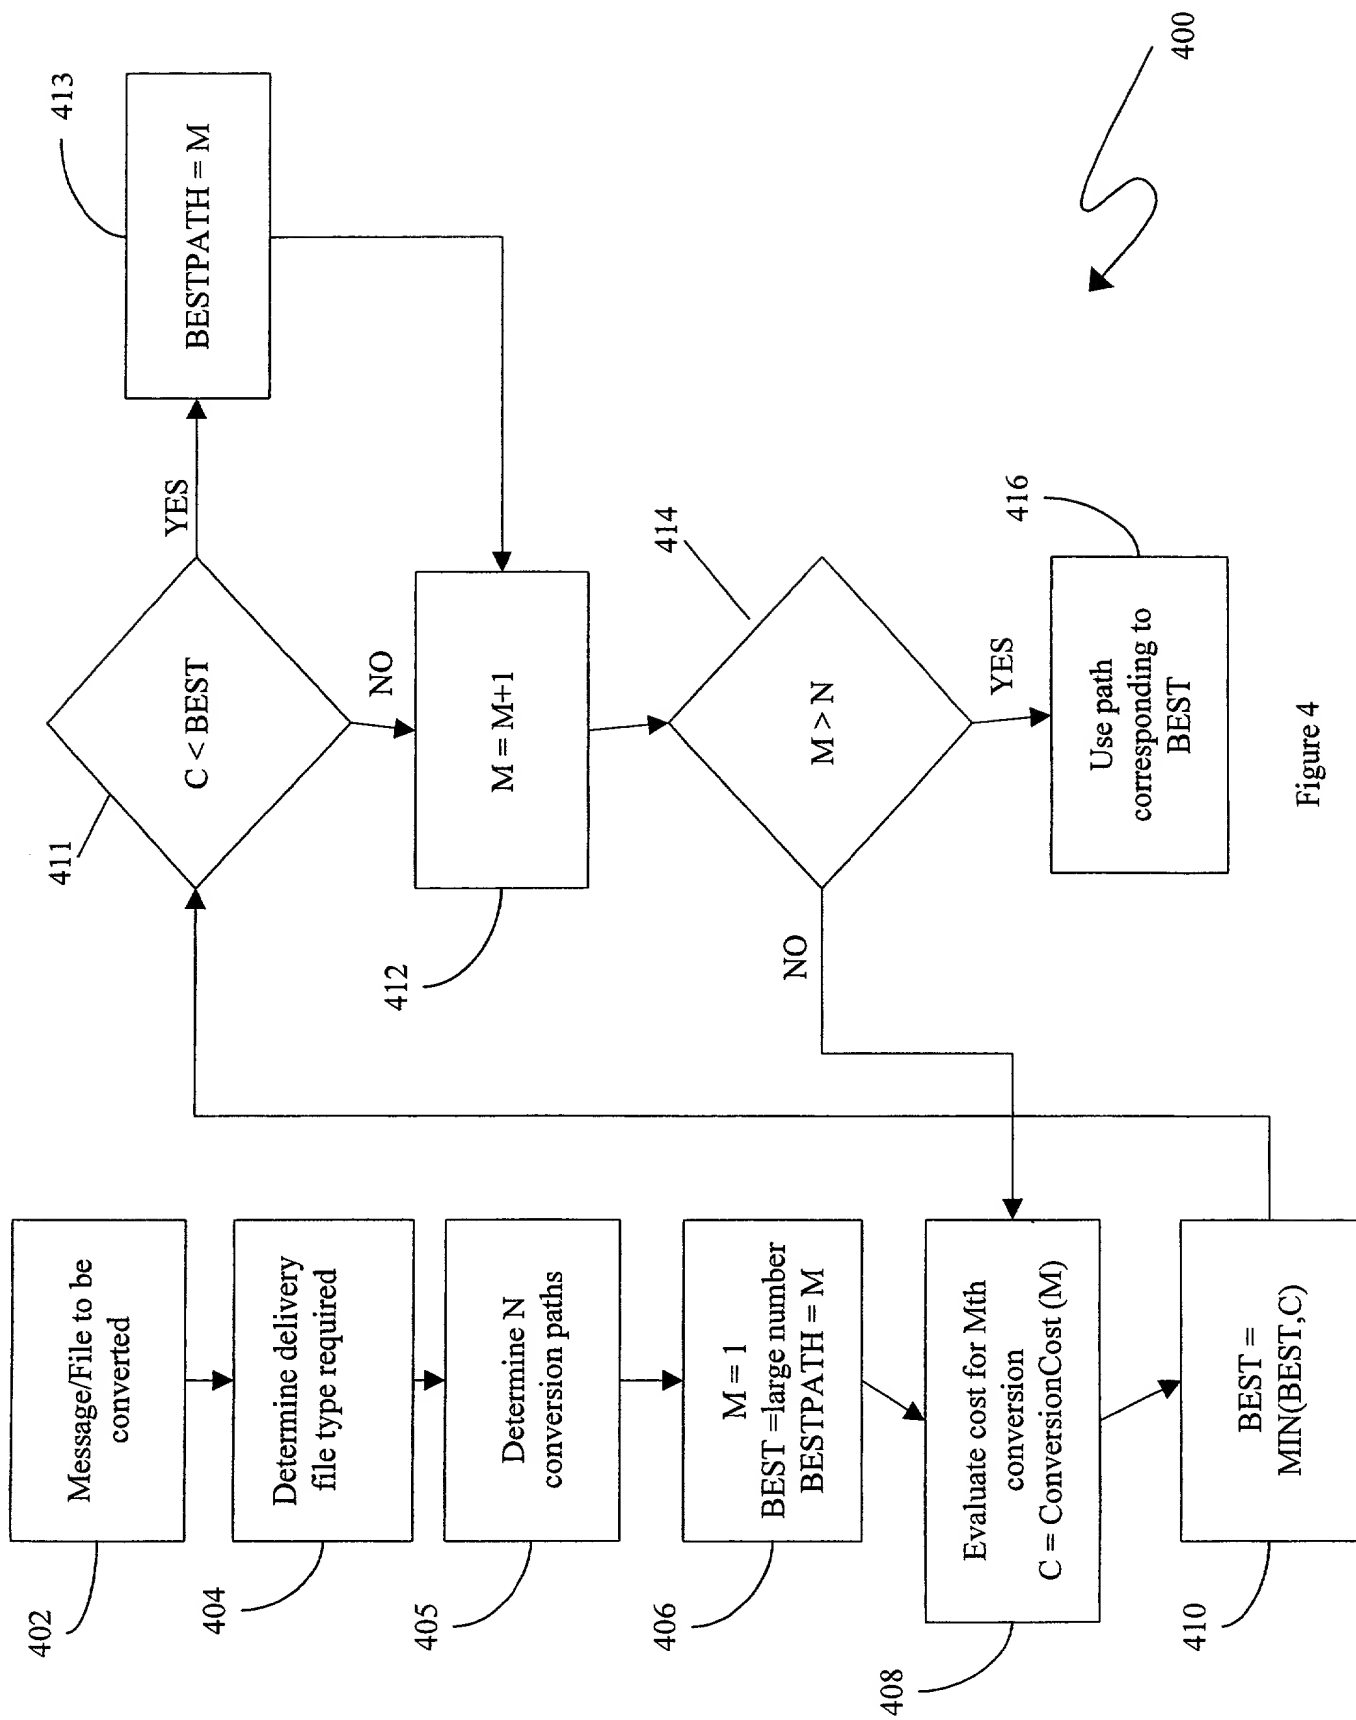 402
Message/File to be
converted
404
Determine delivery
file type required
405
Determine N
conversion paths
406
M = 1
BEST =large number
BESTPATH = M
408
Evaluate cost for Mth
conversion
C = ConversionCost (M)
410
BEST =
MIN(BEST,C)
411
C < BEST
YES
413
BESTPATH = M
NO
412
M = M+1
414
M > N
NO
YES
416
Use path
corresponding to
BEST
400
Figure 4